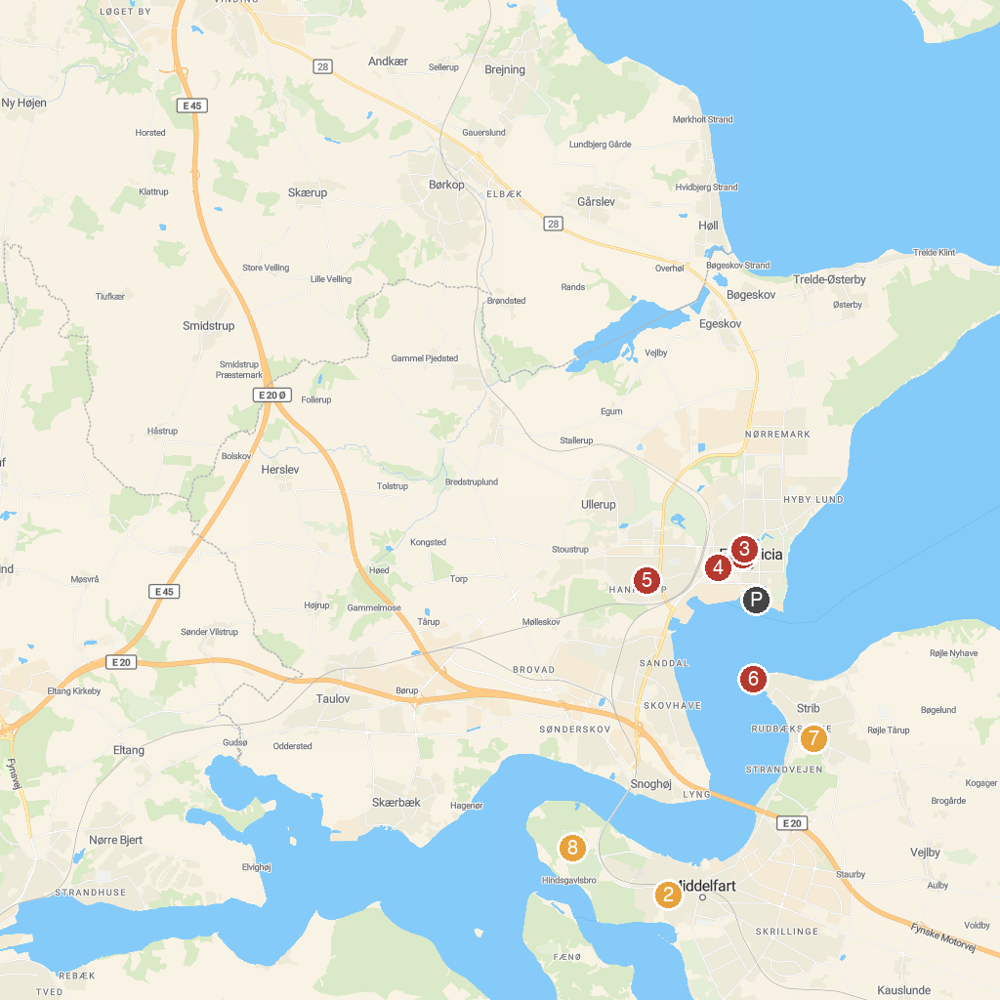 LØGET BY
VINDING
Andkær
28
Sellerup
Brejning
E 45
Ny Højen
Mørkholt Strand
Horsted
Gauerslund
Lundbjerg Gårde
Klattrup
Skærup
Børkop
ELBÆK
Hvidbjerg Strand
Gårslev
28
Høll
Store Velling
Lille Velling
Overhøl
Bøgeskov Strand
Trelde Klint
Trelde-Østerby
Tiufkær
Rands
Bøgeskov
Brøndsted
Østerby
Smidstrup
Egeskov
Vejlby
Gammel Pjedsted
Smidstrup
Præstemark
E 20 Ø
Follerup
Egum
Håstrup
Stallerup
NØRREMARK
Bolskov
Herslev
Tolstrup
Bredstruplund
Ullerup
HYBY LUND
Kongsted
Stoustrup
3
4
Høed
Torp
5
Møsvrå
E 45
Højrup
Gammelmose
P
Tårup
Mølleskov
Sønder Vilstrup
E 20
SANDDAL
Røjle Nyhave
BROVAD
6
Eltang Kirkeby
Taulov
Børup
SKOVHAVE
Strib
Bøgelund
SØNDERSKOV
Røjle Tårup
7
Gudsø
Oddersted
Eltang
Fynsvej
STRANDVEJEN
Snoghøj
LYNG
Kogager
Skærbæk
Hagenør
Brogårde
E 20
Nørre Bjert
8
Vejlby
Elvighøj
Hindsgavlsbro
Staurby
Aulby
STRANDHUSE
2
Middelfart
Voldby
SKRILLINGE
Fynske Motorvej
FÆNØ
REBÆK
TVED
Kauslunde